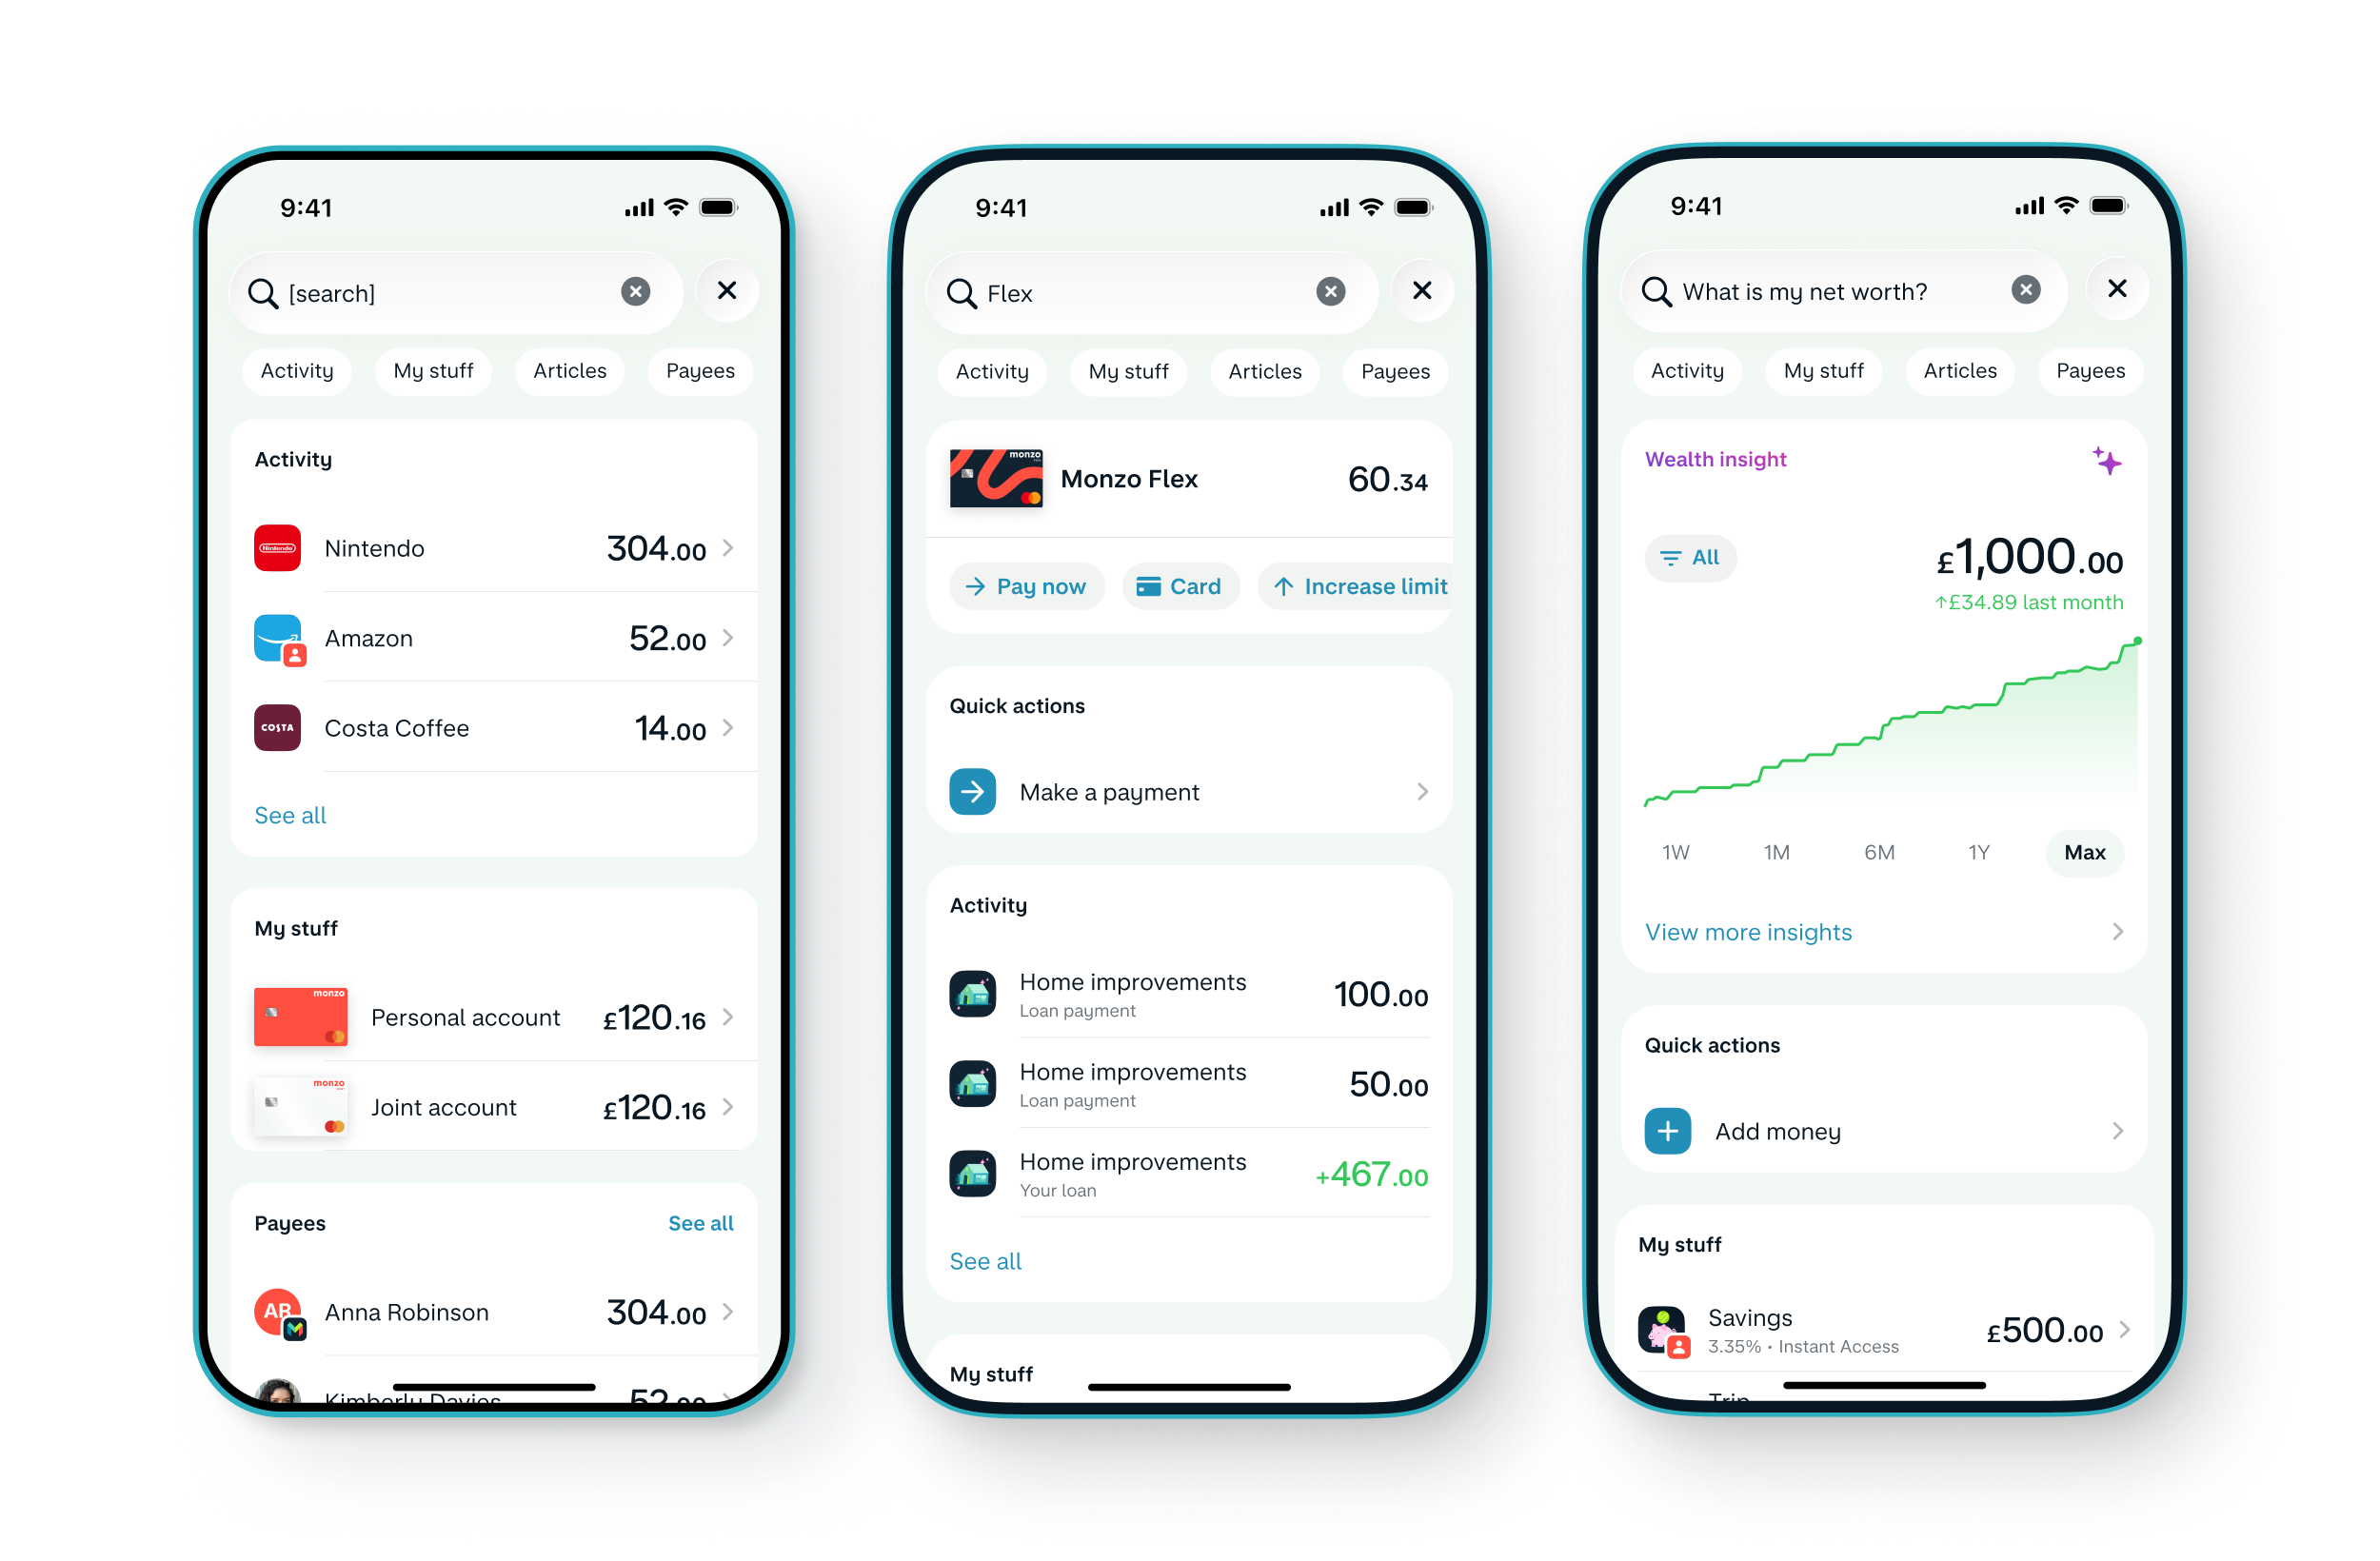 9:41
[search]
Activity My stuff Articles Payees
Activity
Nintendo
Nintendo 304.00
Amazon 52.00
COSTA
Costa Coffee 14.00
See all
My stuff
monzo
Personal account £120.16
monzo
Joint account £120.16
Payees See all
AR
Anna Robinson 304.00
Kimberly Davies 52.00
9:41
Flex
Activity My stuff Articles Payees
monzo
Monzo Flex 60.34
Pay now Card Increase limit
Quick actions
Make a payment
Activity
Home improvements 100.00
Loan payment
Home improvements 50.00
Loan payment
Home improvements +467.00
Your loan
See all
My stuff
9:41
What is my net worth?
Activity My stuff Articles Payees
Wealth insight
All £1,000.00
↑£34.89 last month
1W 1M 6M 1Y Max
View more insights
Quick actions
Add money
My stuff
Savings £500.00
3.35% • Instant Access
Trip